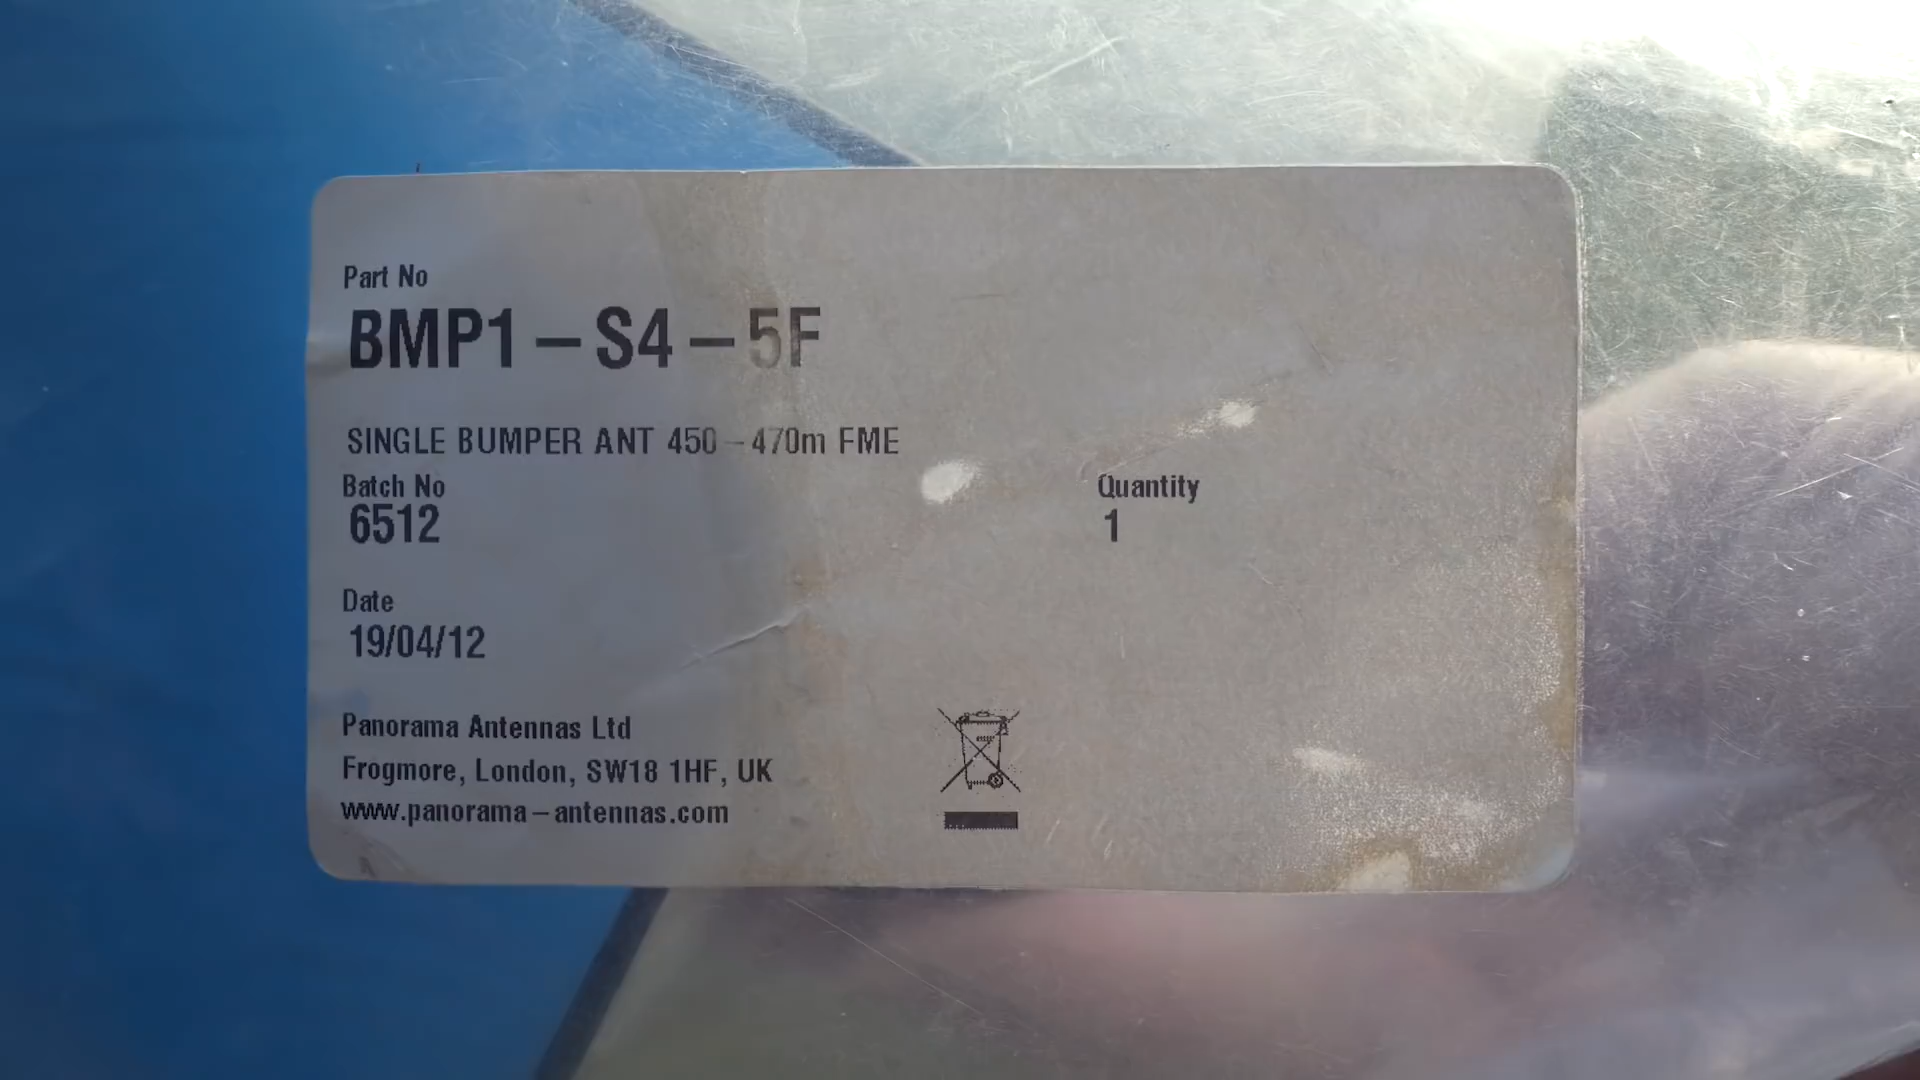 Part No
BMP1-S4-5F
SINGLE BUMPER ANT 450-470m FME
Batch No
6512
Quantity
1
Date
19/04/12
Panorama Antennas Ltd
Frogmore, London, SW18 1HF, UK
www.panorama-antennas.com